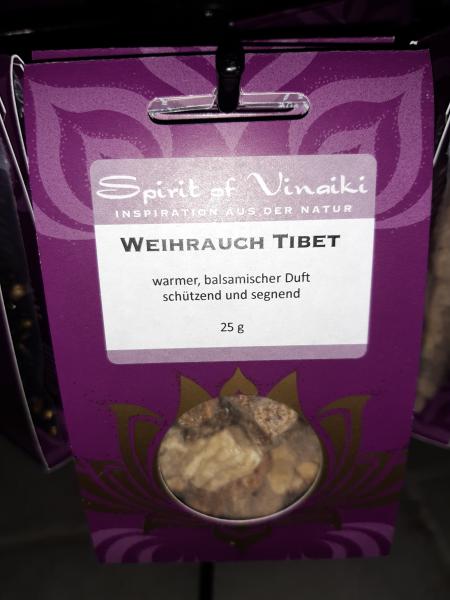 Spirit of Vinaiki
INSPIRATION AUS DER NATUR
WEIHRAUCH TIBET
warmer, balsamischer Duft
schützend und segnend
25 g